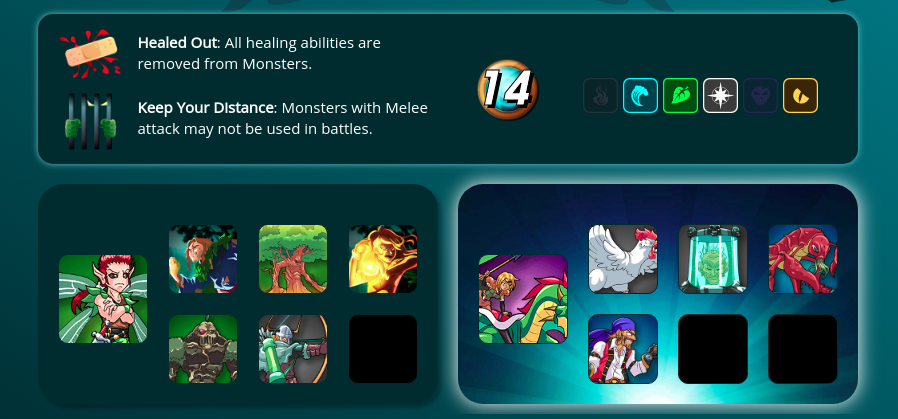 Healed Out: All healing abilities are
removed from Monsters.
14
Keep Your Distance: Monsters with Melee
attack may not be used in battles.